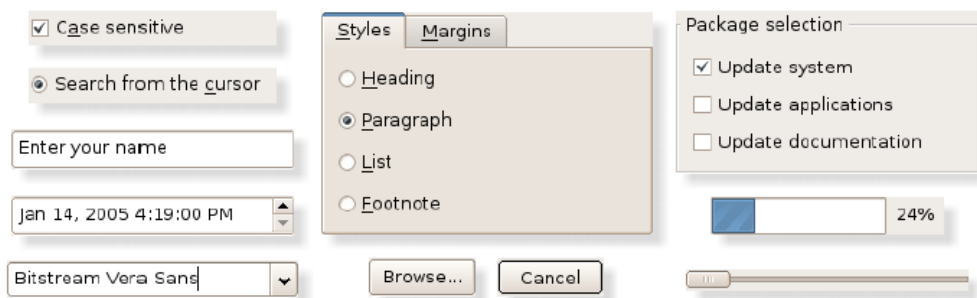 Case sensitive
Search from the cursor
Enter your name
Jan 14, 2005 4:19:00 PM
Bitstream Vera Sans
Styles
Margins
Heading
Paragraph
List
Footnote
Browse...
Cancel
Package selection
Update system
Update applications
Update documentation
24%